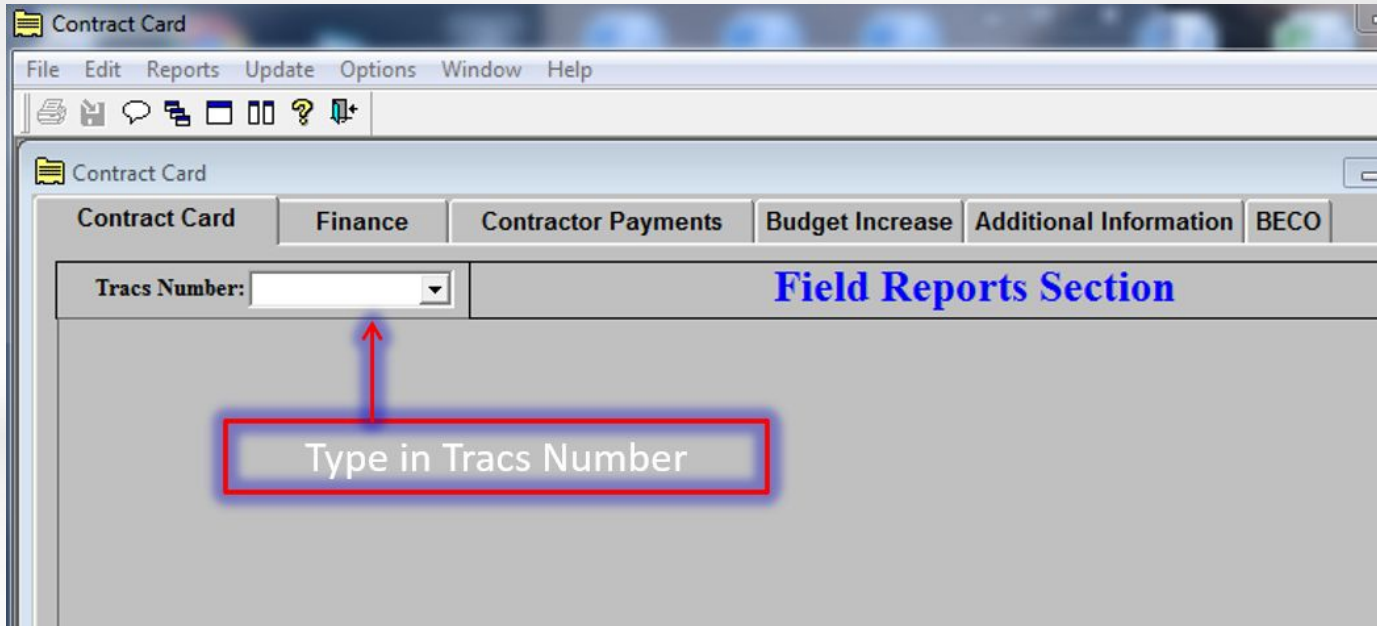 Contract Card
File Edit Reports Update Options Window Help
Contract Card
Contract Card Finance Contractor Payments Budget Increase Additional Information BECO
Tracs Number: Field Reports Section
Type in Tracs Number